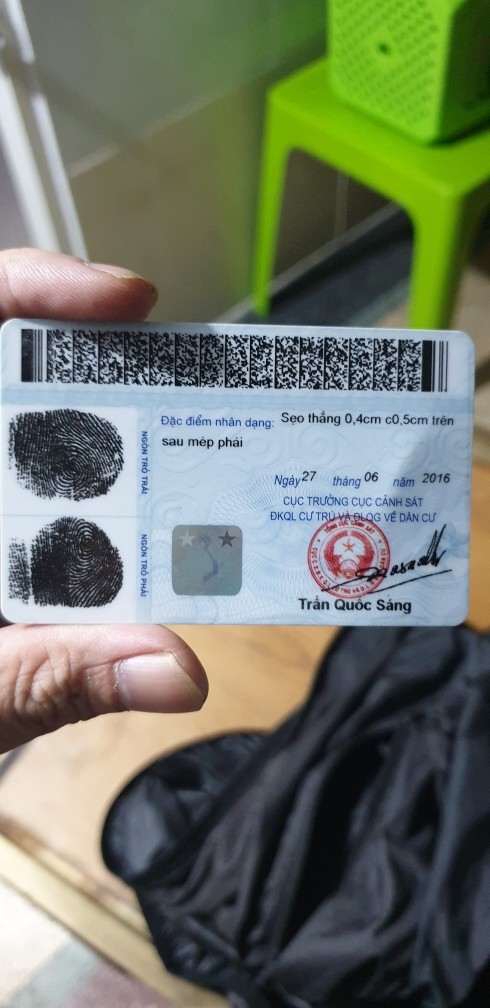 Đặc điểm nhân dạng: Sẹo thẳng 0,4cm c0,5cm trên
sau mép phải
NGÓN TRỎ TRÁI
NGÓN TRỎ PHẢI
Ngày 27 tháng 06 năm 2016
CỤC TRƯỞNG CỤC CẢNH SÁT
ĐKQL CƯ TRÚ VÀ DLQG VỀ DÂN CƯ
Trần Quốc Sảng